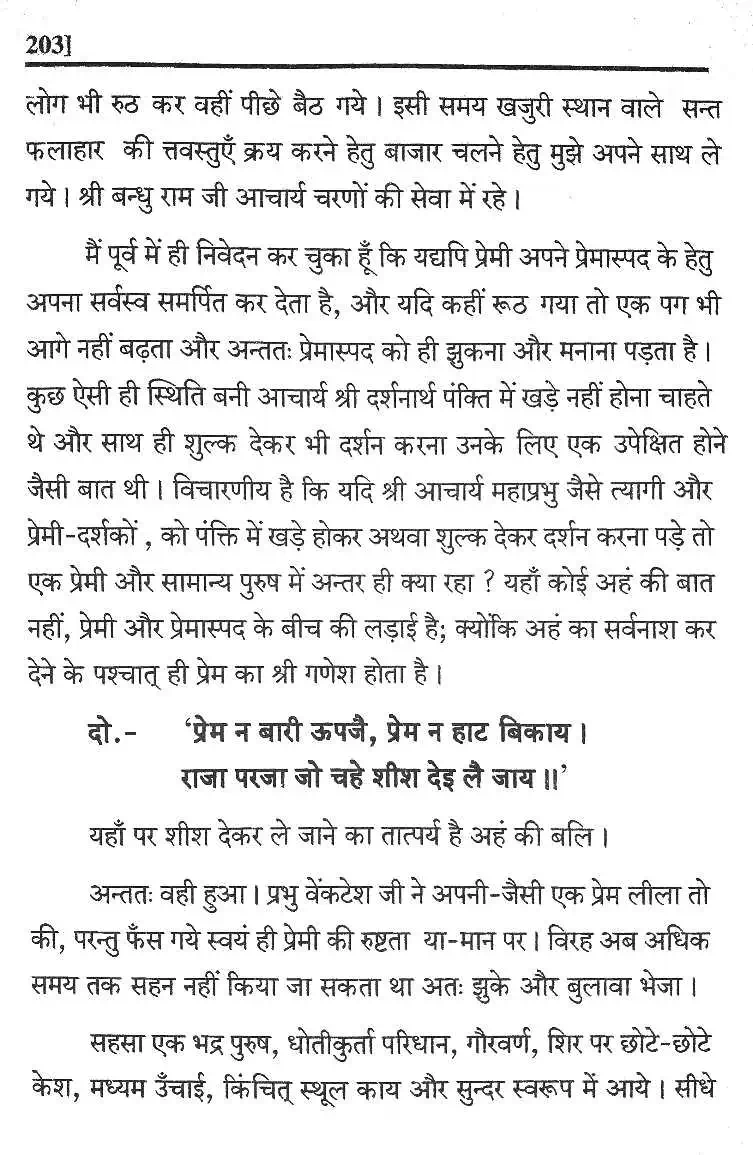 203]
लोग भी रुठ कर वहीं पीछे बैठ गये । इसी समय खजुरी स्थान वाले सन्त
फलाहार की त्तवस्तुएँ क्रय करने हेतु बाजार चलने हेतु मुझे अपने साथ ले
गये । श्री बन्धु राम जी आचार्य चरणों की सेवा में रहे ।
मैं पूर्व में ही निवेदन कर चुका हूँ कि यद्यपि प्रेमी अपने प्रेमास्पद के हेतु
अपना सर्वस्व समर्पित कर देता है, और यदि कहीं रूठ गया तो एक पग भी
आगे नहीं बढ़ता और अन्ततः प्रेमास्पद को ही झुकना और मनाना पड़ता है ।
कुछ ऐसी ही स्थिति बनी आचार्य श्री दर्शनार्थ पंक्ति में खड़े नहीं होना चाहते
थे और साथ ही शुल्क देकर भी दर्शन करना उनके लिए एक उपेक्षित होने
जैसी बात थी । विचारणीय है कि यदि श्री आचार्य महाप्रभु जैसे त्यागी और
प्रेमी-दर्शकों , को पंक्ति में खड़े होकर अथवा शुल्क देकर दर्शन करना पड़े तो
एक प्रेमी और सामान्य पुरुष में अन्तर ही क्या रहा ? यहाँ कोई अहं की बात
नहीं, प्रेमी और प्रेमास्पद के बीच की लड़ाई है; क्योंकि अहं का सर्वनाश कर
देने के पश्चात् ही प्रेम का श्री गणेश होता है ।
दो.- ‘प्रेम न बारी ऊपजै, प्रेम न हाट बिकाय ।
राजा परजा जो चहे शीश देइ लै जाय ॥’
यहाँ पर शीश देकर ले जाने का तात्पर्य है अहं की बलि ।
अन्ततः वही हुआ । प्रभु वेंकटेश जी ने अपनी-जैसी एक प्रेम लीला तो
की, परन्तु फँस गये स्वयं ही प्रेमी की रुष्टता या-मान पर । विरह अब अधिक
समय तक सहन नहीं किया जा सकता था अतः झुके और बुलावा भेजा ।
सहसा एक भद्र पुरुष, धोतीकुर्ता परिधान, गौरवर्ण, शिर पर छोटे-छोटे
केश, मध्यम उँचाई, किंचित् स्थूल काय और सुन्दर स्वरूप में आये । सीधे